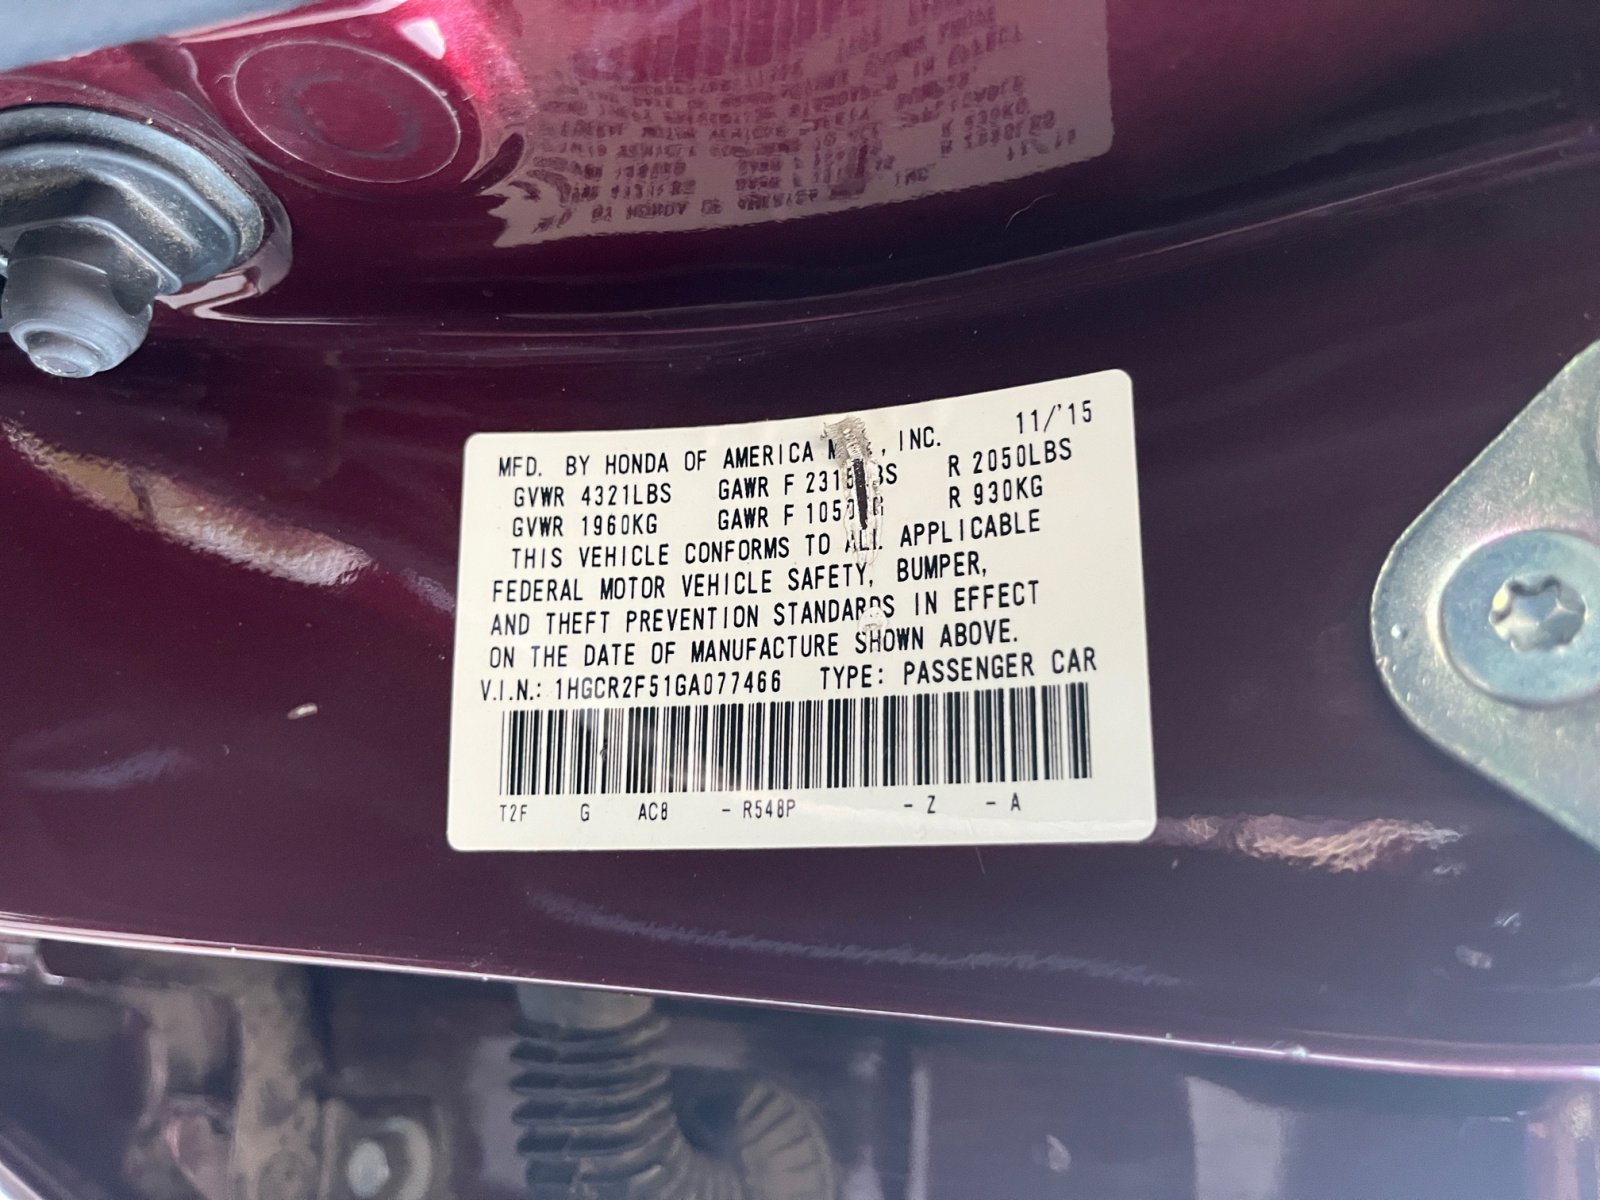 MFD. BY HONDA OF AMERICA , INC. 11/'15
GVWR 4321LBS GAWR F R 2050LBS
GVWR 1960KG GAWR F R 930KG
THIS VEHICLE CONFORMS TO ALL APPLICABLE
FEDERAL MOTOR VEHICLE SAFETY, BUMPER,
AND THEFT PREVENTION STANDARDS IN EFFECT
ON THE DATE OF MANUFACTURE SHOWN ABOVE.
V.I.N.: 1HGCR2F51GA077466 TYPE: PASSENGER CAR
T2F G AC8 - R548P - Z - A